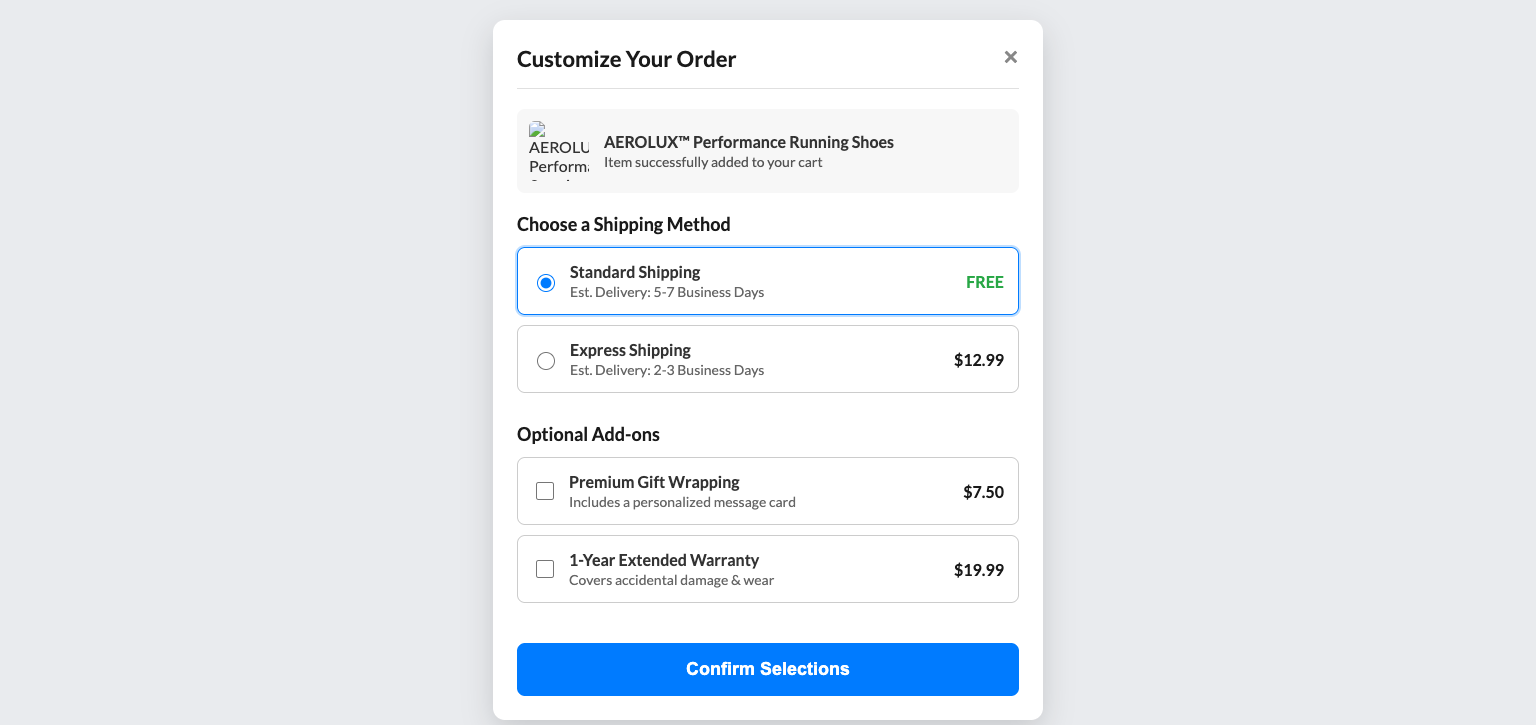 Customize Your Order
×
AEROLUX™ Performance Running Shoes
Item successfully added to your cart
Choose a Shipping Method
Standard Shipping
Est. Delivery: 5-7 Business Days
FREE
Express Shipping
Est. Delivery: 2-3 Business Days
$12.99
Optional Add-ons
Premium Gift Wrapping
Includes a personalized message card
$7.50
1-Year Extended Warranty
Covers accidental damage & wear
$19.99
Confirm Selections